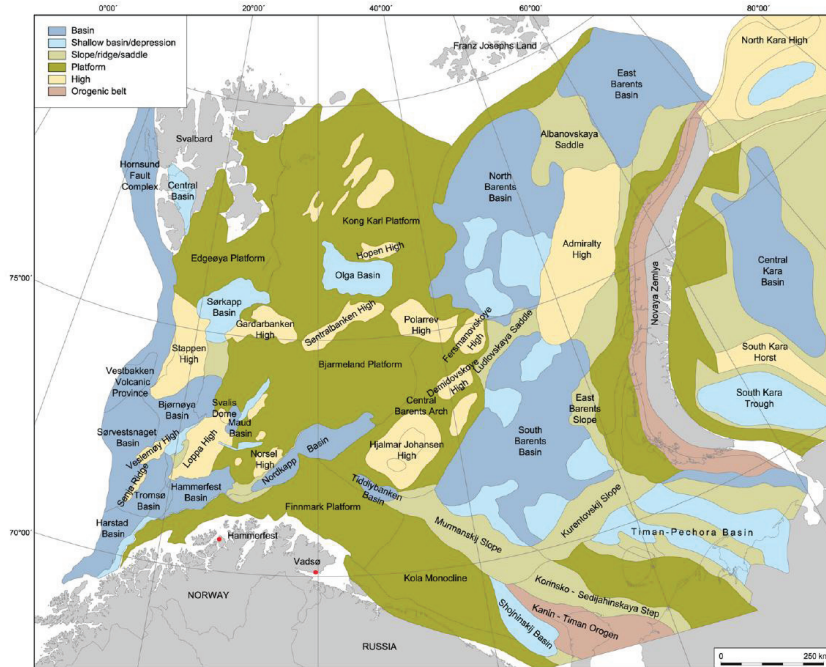 0°00'
20°00'
40°00'
60°00'
80°00'
Basin
Shallow basin/depression
Slope/ridge/saddle
Platform
High
Orogenic belt
Franz Josephs Land
North Kara High
East
Barents
Basin
Svalbard
Albanovskaya
Saddle
Hornsund
Fault
Complex
Central
Basin
North
Barents
Basin
Kong Karl Platform
Admiralty
High
Hopen High
Edgeøya Platform
Olga Basin
Central
Kara
Basin
75°00'
Novaya Zemlya
Sørkapp
Basin
Gardarbanken
High
Sentralbanken High
Polarrev
High
Fersmanovskoye
High
Ludlovskaya Saddle
Stappen
High
South Kara
Horst
Bjarmeland Platform
Vestbakken
Volcanic
Province
Demidovskoye
High
South Kara
Trough
Bjørnøya
Basin
Svalis
Dome
Maud
Basin
Central
Barents Arch
East
Barents
Slope
Sørvestsnaget
Basin
Veslemøy High
Loppa High
South
Barents
Basin
Hjalmar Johansen
High
Norsel
High
Nordkapp
Basin
Senja Ridge
Tromsø
Basin
Hammerfest
Basin
Tiddlybanken
Basin
Kurentovskij Slope
Finnmark Platform
Harstad
Basin
70°00'
Murmanskij Slope
Timan-Pechora Basin
Hammerfest
Vadsø
Kola Monocline
Korinsko - Sedijahinskaya Step
NORWAY
Shojninskij Basin
Kanin - Timan Orogen
RUSSIA
0
250 km